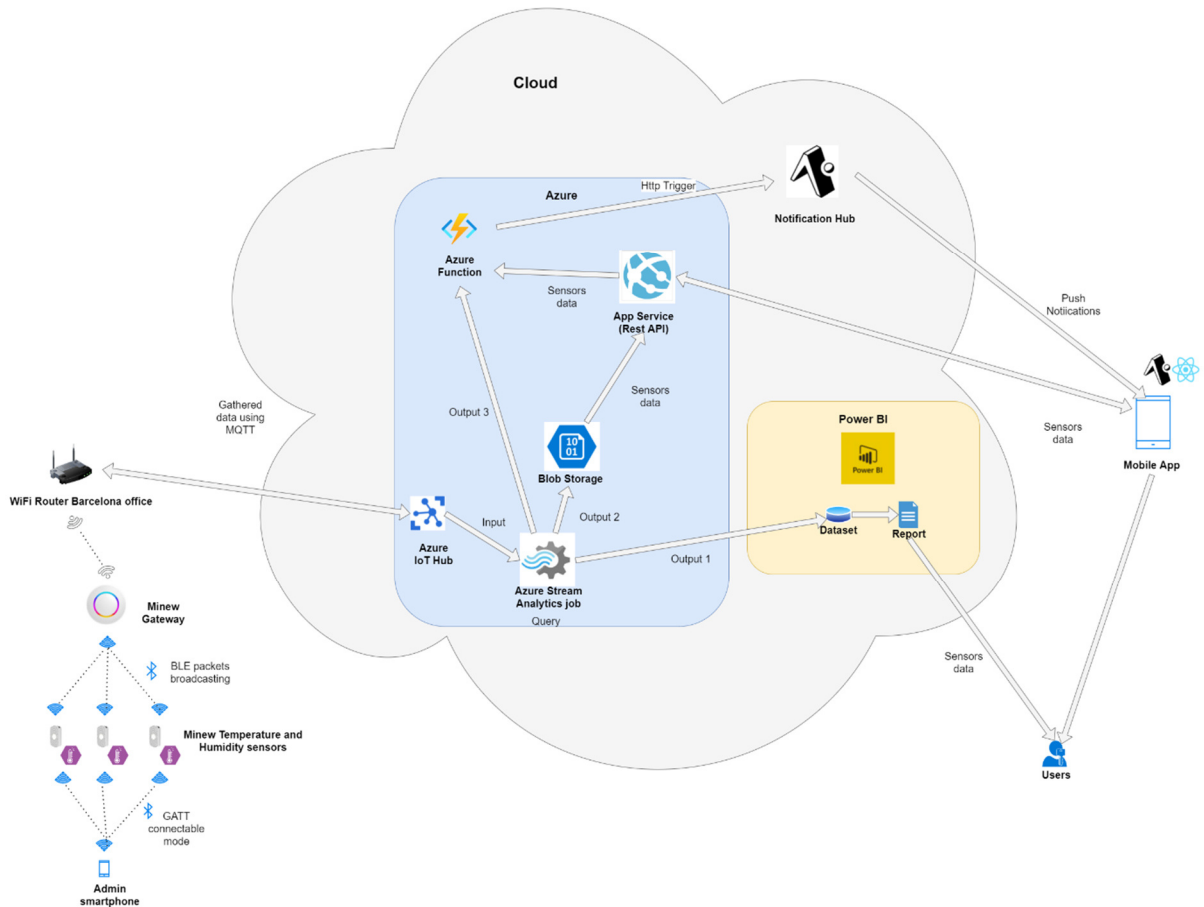 Cloud
Azure
Http Trigger
Notification Hub
Azure
Function
Sensors
data
App Service
(Rest API)
Push
Notiications
Sensors
data
Output 3
Gathered
data using
MQTT
Power BI
Power BI
10
01
Blob Storage
Sensors
data
Mobile App
WiFi Router Barcelona office
Input
Output 2
Azure
IoT Hub
Dataset
Report
Output 1
Azure Stream
Analytics job
Query
Minew
Gateway
BLE packets
broadcasting
Sensors
data
Minew Temperature and
Humidity sensors
Users
GATT
connectable
mode
Admin
smartphone